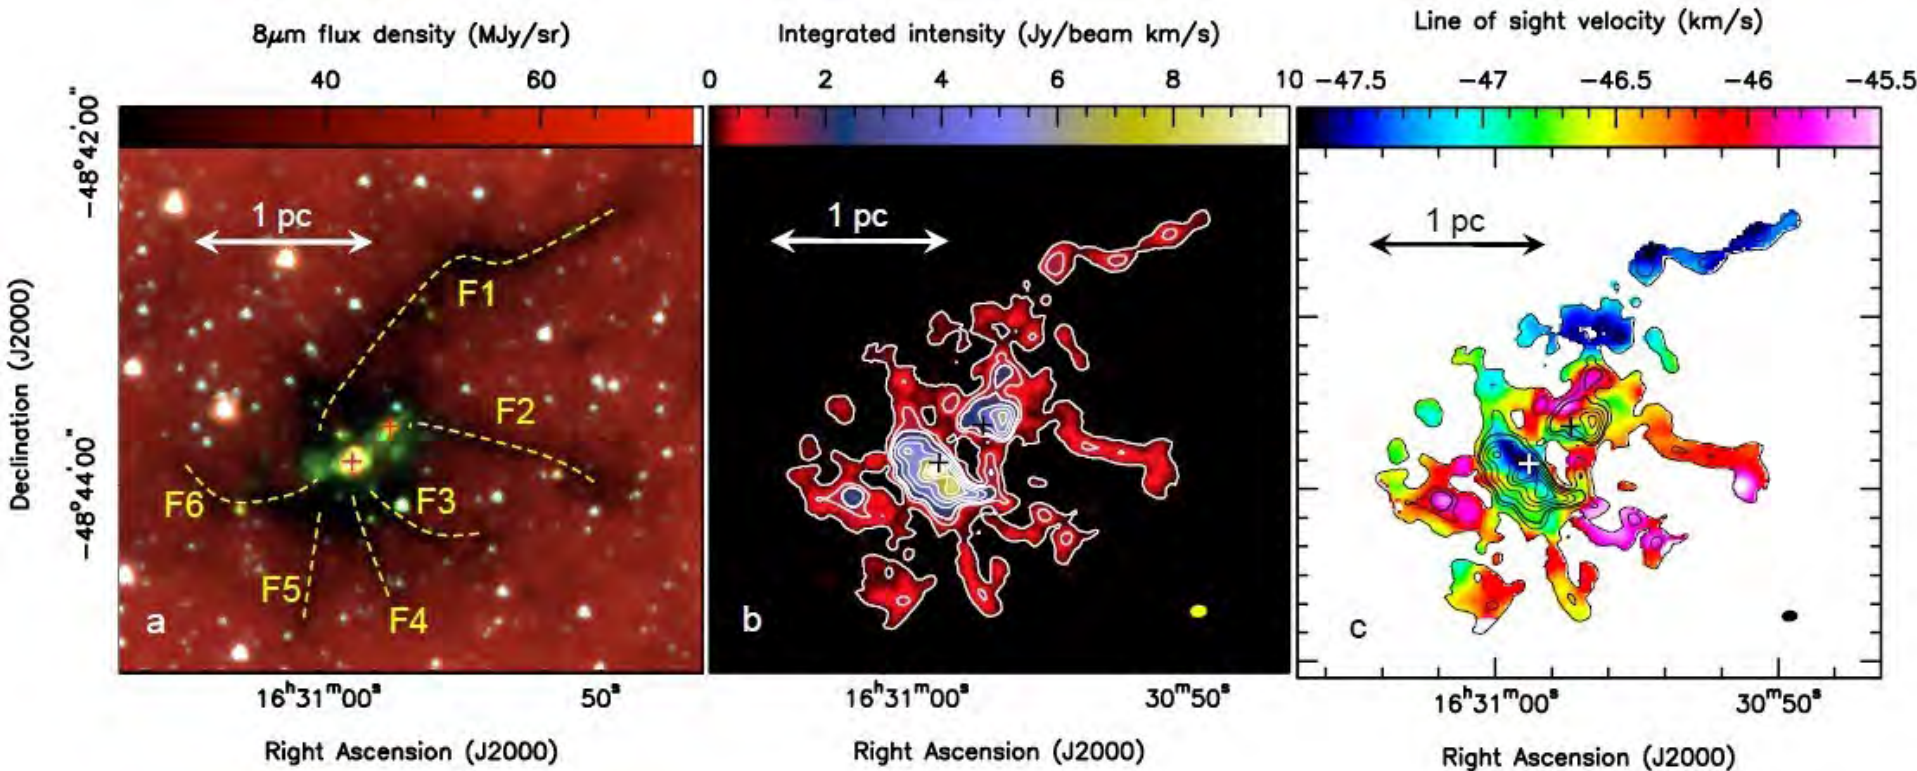 8μm flux density (MJy/sr)
40 60
Integrated intensity (Jy/beam km/s)
0 2 4 6 8 10
Line of sight velocity (km/s)
−47.5 −47 −46.5 −46 −45.5
Declination (J2000)
−48°42'00"
−48°44'00"
1 pc
F1
F2
F3
F4
F5
F6
a
16ʰ31ᵐ00ˢ 50ˢ
Right Ascension (J2000)
1 pc
b
16ʰ31ᵐ00ˢ 30ᵐ50ˢ
Right Ascension (J2000)
1 pc
c
16ʰ31ᵐ00ˢ 30ᵐ50ˢ
Right Ascension (J2000)